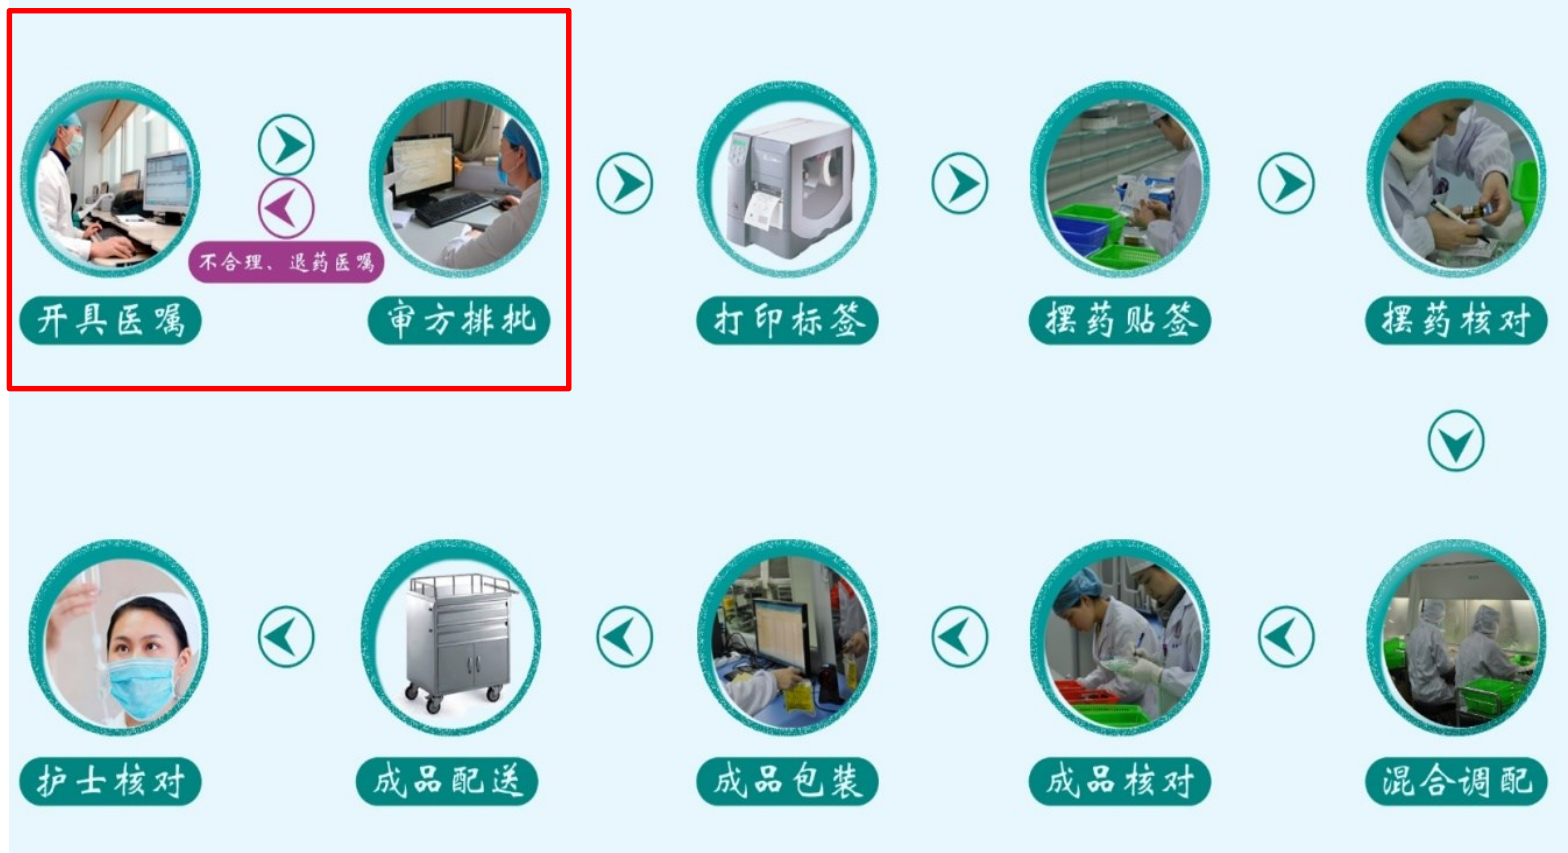 不合理、退药医嘱
开具医嘱
审方排批
打印标签
摆药贴签
摆药核对
护士核对
成品配送
成品包装
成品核对
混合调配